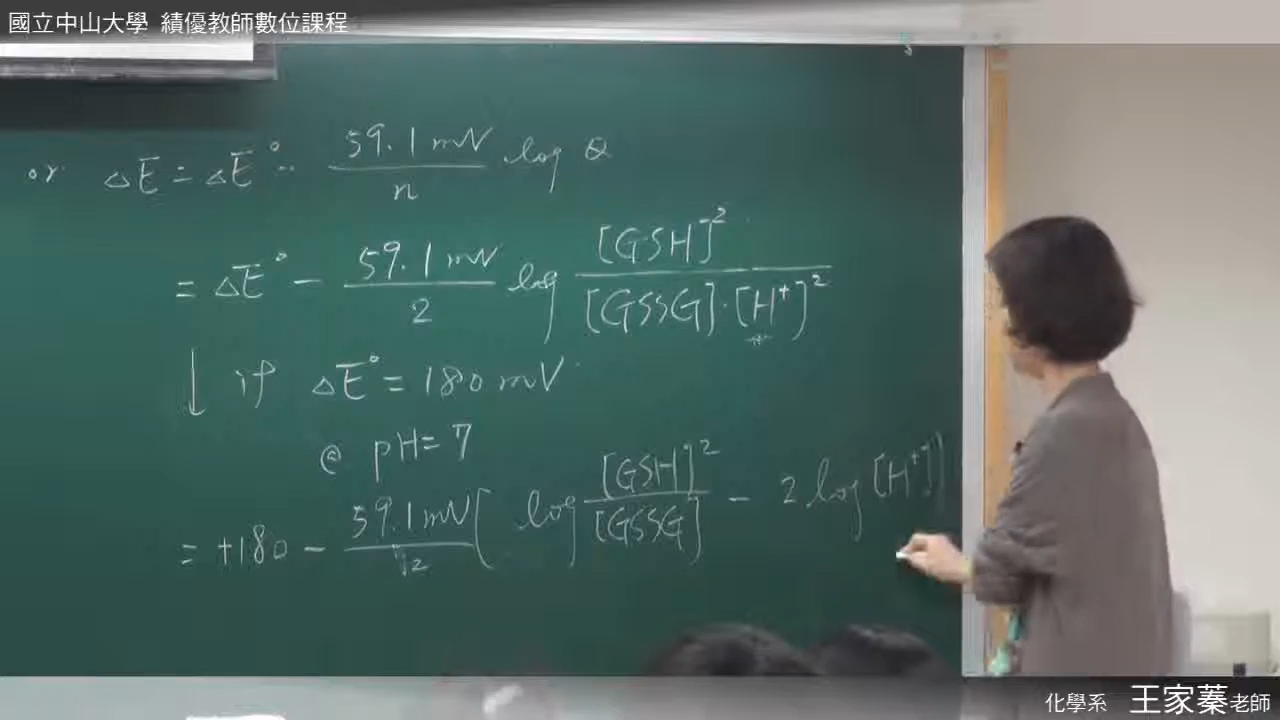 國立中山大學 績優教師數位課程
or ΔE = ΔE° - 59.1 mV / n log Q
= ΔE° - 59.1 mV / 2 log [GSH]² / [GSSG]·[H⁺]²
↓ if ΔE° = 180 mV
@ pH = 7
= +180 - 59.1 mV / 2 ( log [GSH]² / [GSSG] - 2 log [H⁺])
化學系 王家蓁老師